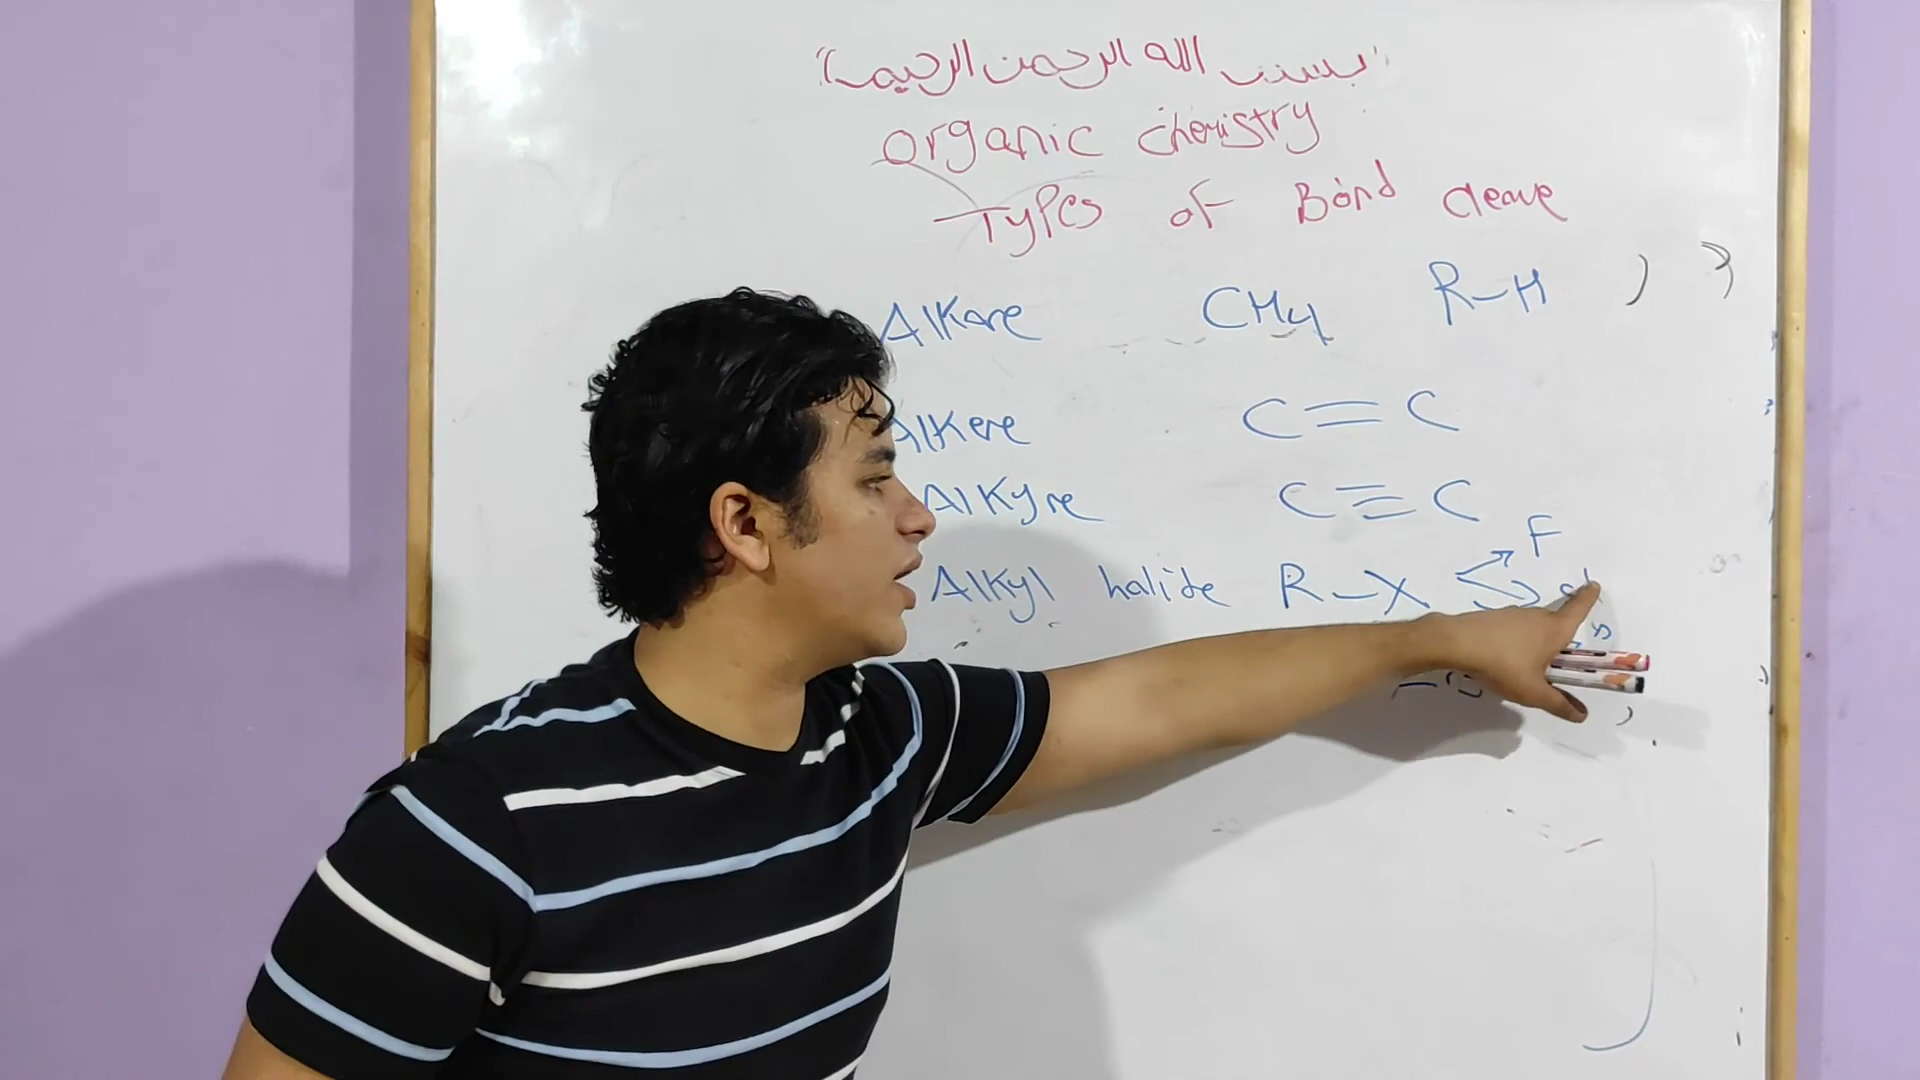 "بسم الله الرحمن الرحيم"
Organic chemistry
Types of Bond cleave
Alkane CH4 R-H
Alkene C=C
Alkyne C≡C
Alkyl halide R-X F